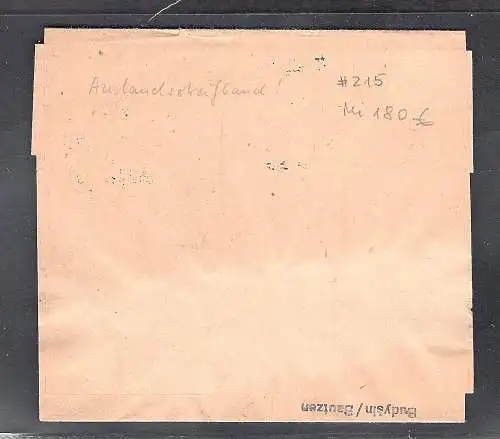 Auslandsstreifband!
#215
Mi 180 €
Budyšin / Bautzen